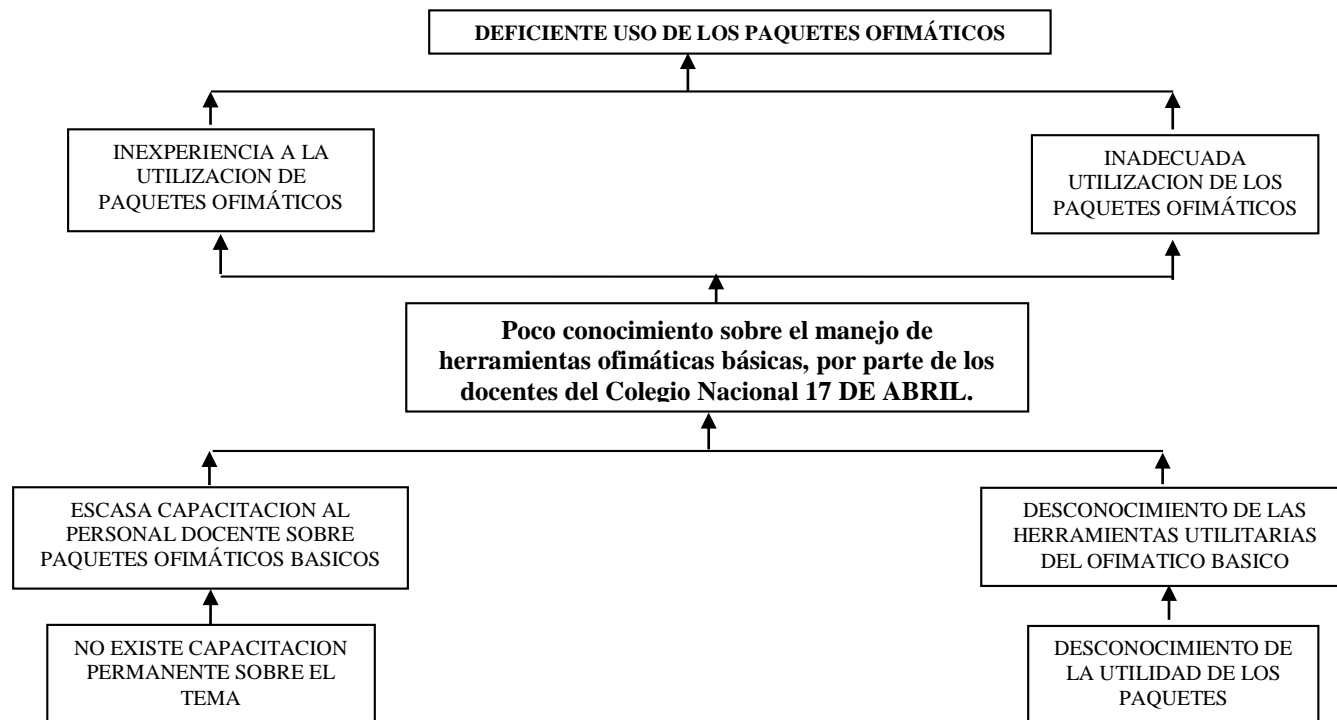 DEFICIENTE USO DE LOS PAQUETES OFIMÁTICOS
INEXPERIENCIA A LA
UTILIZACION DE
PAQUETES OFIMÁTICOS
INADECUADA
UTILIZACION DE LOS
PAQUETES OFIMÁTICOS
Poco conocimiento sobre el manejo de
herramientas ofimáticas básicas, por parte de los
docentes del Colegio Nacional 17 DE ABRIL.
ESCASA CAPACITACION AL
PERSONAL DOCENTE SOBRE
PAQUETES OFIMÁTICOS BASICOS
DESCONOCIMIENTO DE LAS
HERRAMIENTAS UTILITARIAS
DEL OFIMATICO BASICO
NO EXISTE CAPACITACION
PERMANENTE SOBRE EL
TEMA
DESCONOCIMIENTO DE
LA UTILIDAD DE LOS
PAQUETES